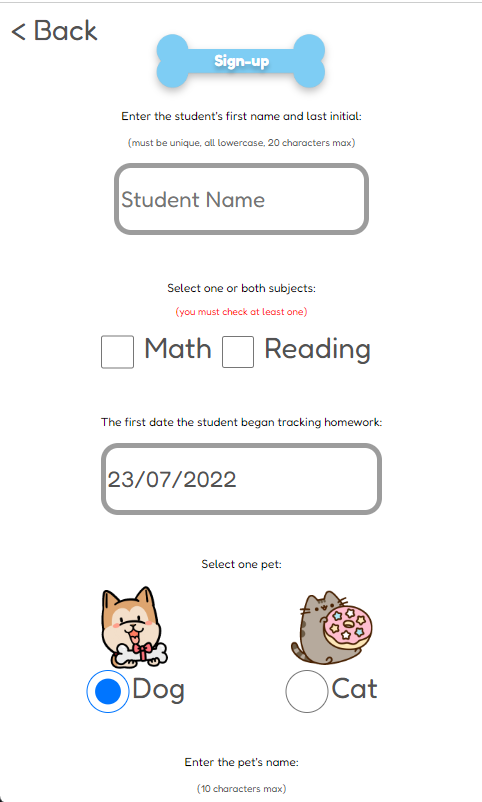 < Back
Sign-up
Enter the student's first name and last initial:
(must be unique, all lowercase, 20 characters max)
Student Name
Select one or both subjects:
(you must check at least one)
Math Reading
The first date the student began tracking homework:
23/07/2022
Select one pet:
Dog Cat
Enter the pet's name:
(10 characters max)